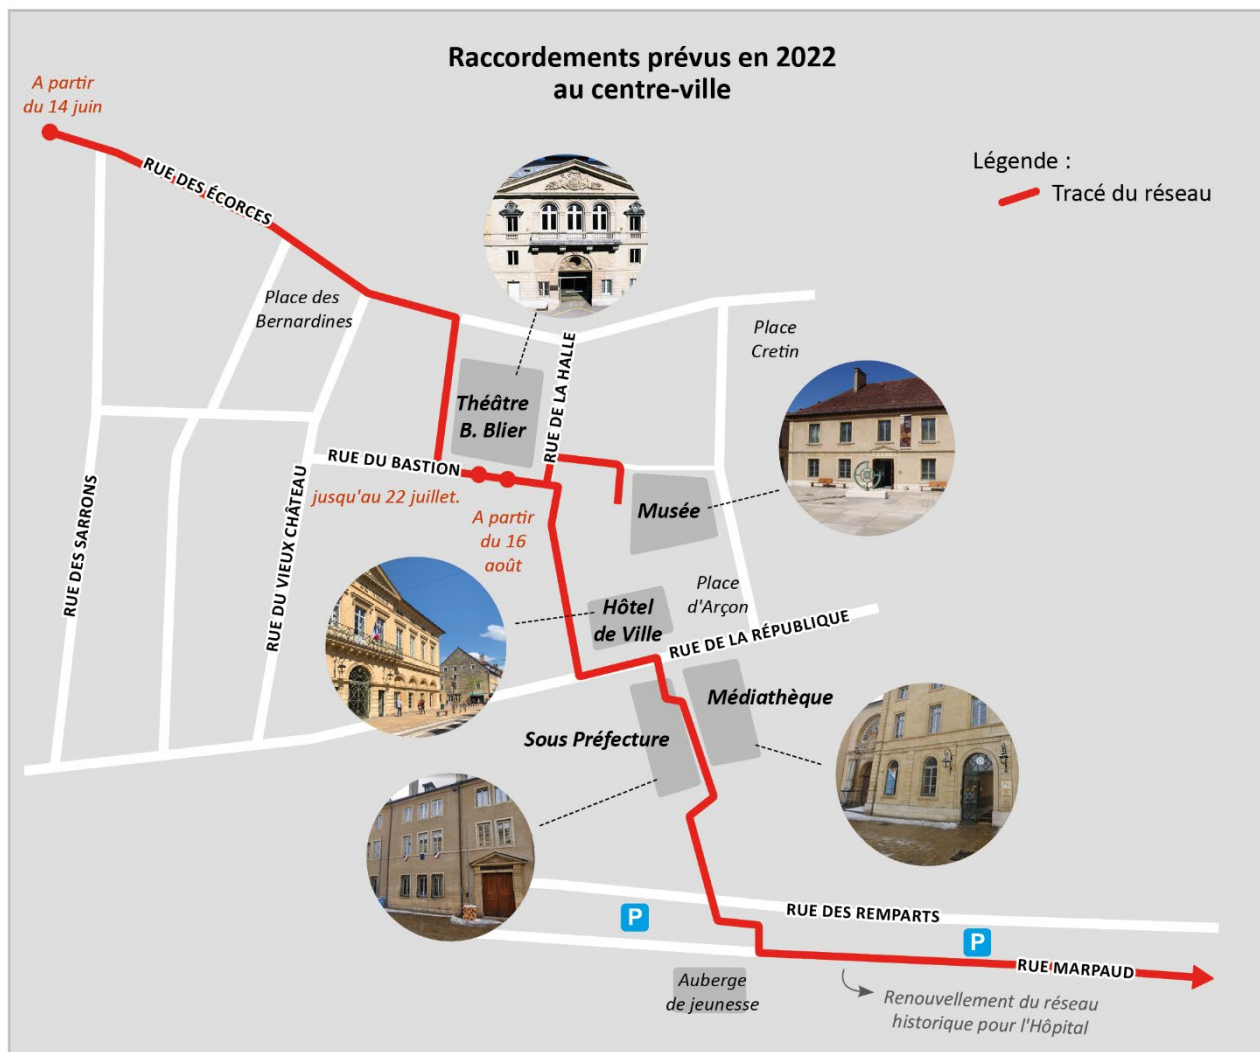 Raccordements prévus en 2022
au centre-ville
A partir
du 14 juin
Légende :
Tracé du réseau
RUE DES ÉCORCES
Place des
Bernardines
Place
Cretin
RUE DE LA HALLE
Théâtre
B. Blier
RUE DU BASTION
jusqu'au 22 juillet.
A partir
du 16
août
Musée
RUE DES SARRONS
RUE DU VIEUX CHÂTEAU
Place
d'Arçon
Hôtel
de Ville
RUE DE LA RÉPUBLIQUE
Médiathèque
Sous Préfecture
RUE DES REMPARTS
P
P
RUE MARPAUD
Auberge
de jeunesse
Renouvellement du réseau
historique pour l'Hôpital